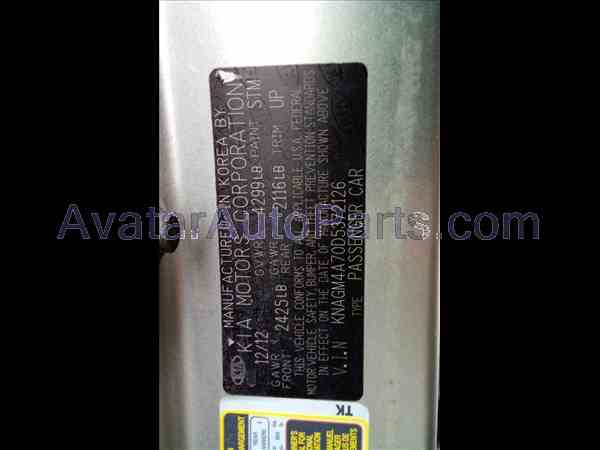 MANUFACTURED IN KOREA BY
KIA MOTORS CORPORATION
12/12 GVWR 4299LB PAINT STM
GAWR GAWR TRIM UP
FRONT 2425LB REAR 2116LB
THIS VEHICLE CONFORMS TO ALL APPLICABLE U.S.A. FEDERAL
MOTOR VEHICLE SAFETY, BUMPER, AND THEFT PREVENTION STANDARDS
IN EFFECT ON THE DATE OF MANUFACTURE SHOWN ABOVE
V.I.N KNAGM4A70D5372126
TYPE PASSENGER CAR
KIA
TK
AvatarAutoParts.com